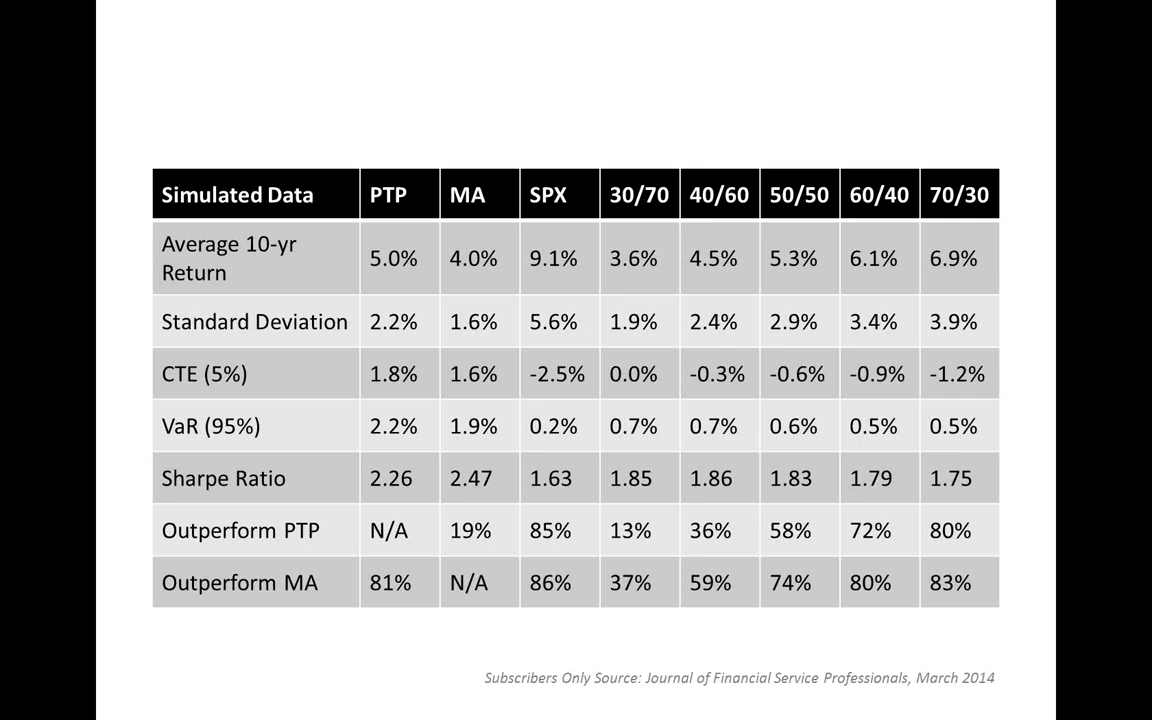 Simulated Data PTP MA SPX 30/70 40/60 50/50 60/40 70/30
Average 10-yr
Return 5.0% 4.0% 9.1% 3.6% 4.5% 5.3% 6.1% 6.9%
Standard Deviation 2.2% 1.6% 5.6% 1.9% 2.4% 2.9% 3.4% 3.9%
CTE (5%) 1.8% 1.6% -2.5% 0.0% -0.3% -0.6% -0.9% -1.2%
VaR (95%) 2.2% 1.9% 0.2% 0.7% 0.7% 0.6% 0.5% 0.5%
Sharpe Ratio 2.26 2.47 1.63 1.85 1.86 1.83 1.79 1.75
Outperform PTP N/A 19% 85% 13% 36% 58% 72% 80%
Outperform MA 81% N/A 86% 37% 59% 74% 80% 83%
Subscribers Only Source: Journal of Financial Service Professionals, March 2014